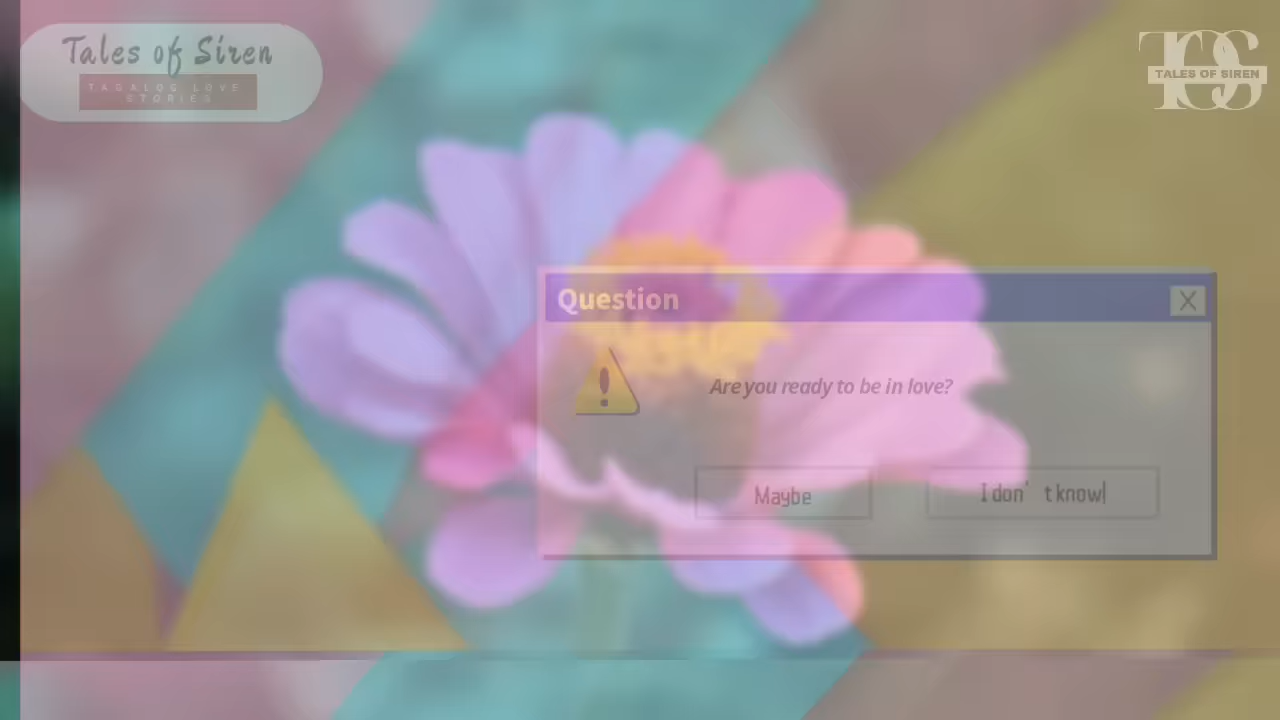 Tales of Siren
TAGALOG LOVE
STORIES
TOS
TALES OF SIREN
Question
X
Are you ready to be in love?
Maybe
I don't know